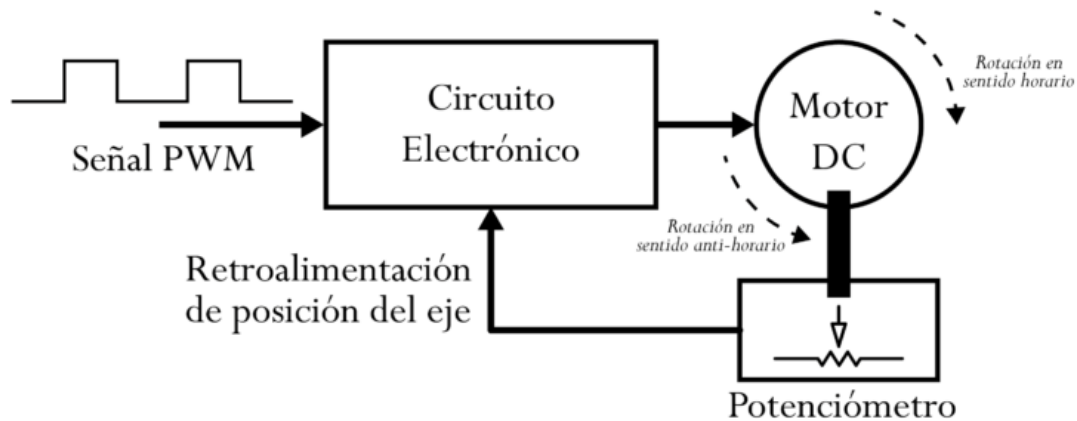 Señal PWM
Circuito
Electrónico
Motor
DC
Rotación en
sentido horario
Rotación en
sentido anti-horario
Retroalimentación
de posición del eje
Potenciómetro